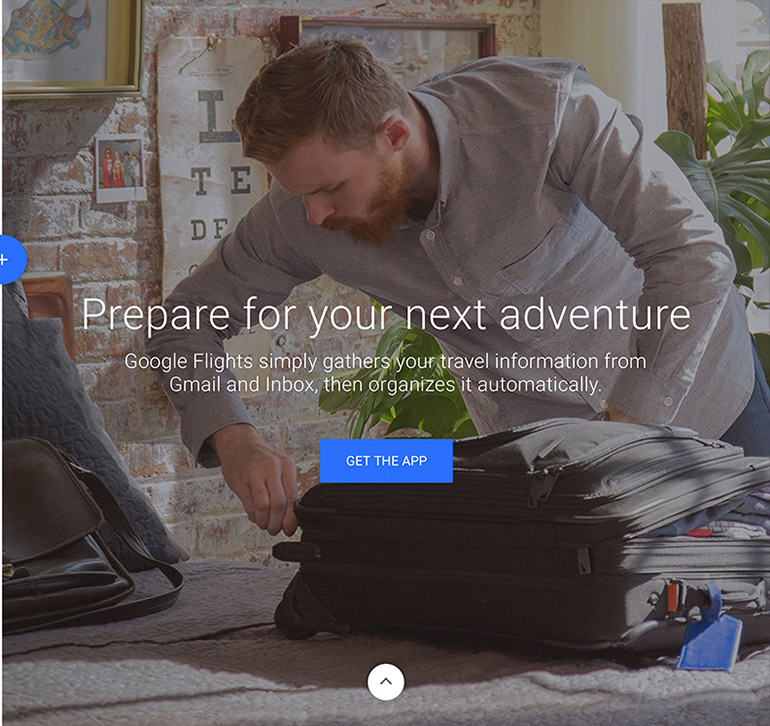 L
T E
D E
Prepare for your next adventure
Google Flights simply gathers your travel information from
Gmail and Inbox, then organizes it automatically.
GET THE APP